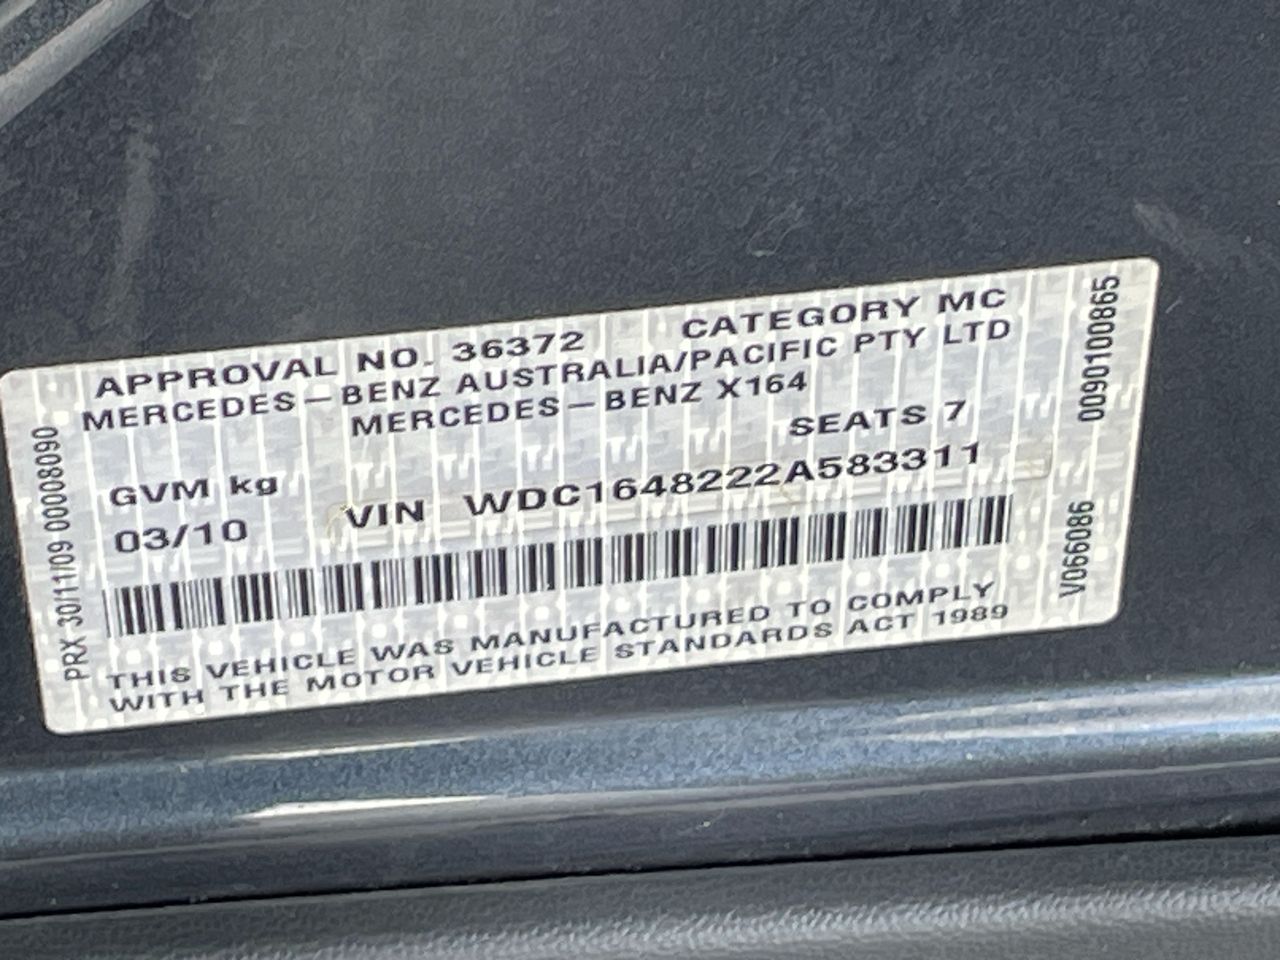 APPROVAL NO. 36372 CATEGORY MC
MERCEDES-BENZ AUSTRALIA/PACIFIC PTY LTD
MERCEDES-BENZ X164
SEATS 7
GVM kg
03/10 VIN WDC1648222A583311
THIS VEHICLE WAS MANUFACTURED TO COMPLY
WITH THE MOTOR VEHICLE STANDARDS ACT 1989
PRX 30/11/09 00008090
V066086 0090100865